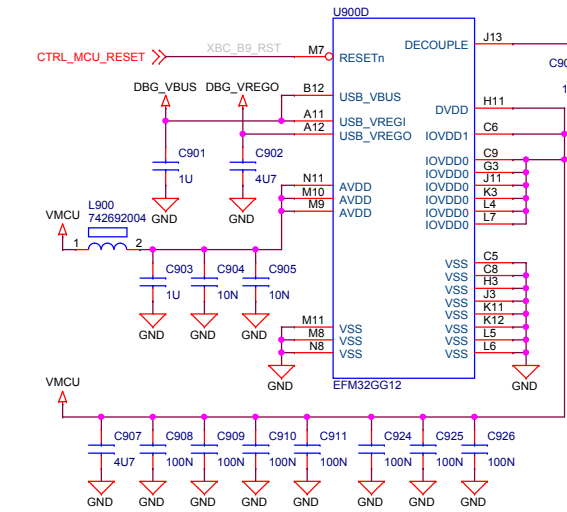 U900D
CTRL_MCU_RESET XBC_B9_RST M7 RESETn DECOUPLE J13
DBG_VBUS DBG_VREGO
B12 USB_VBUS
A11 USB_VREGI
A12 USB_VREGO
DVDD H11
IOVDD1 C6
IOVDD0 C9
IOVDD0 G3
IOVDD0 J11
IOVDD0 K3
IOVDD0 L4
IOVDD0 L7
C901
1U
GND
C902
4U7
GND
N11 AVDD
M10 AVDD
M9 AVDD
L900
742692004
VMCU
1 2
C903
1U
GND
C904
10N
GND
C905
10N
GND
VSS C5
VSS C8
VSS H3
VSS J3
VSS K11
VSS K12
VSS L5
VSS L6
GND
M11 VSS
M8 VSS
N8 VSS
GND
EFM32GG12
VMCU
C907
4U7
GND
C908
100N
GND
C909
100N
GND
C910
100N
GND
C911
100N
GND
C924
100N
GND
C925
100N
GND
C926
100N
GND